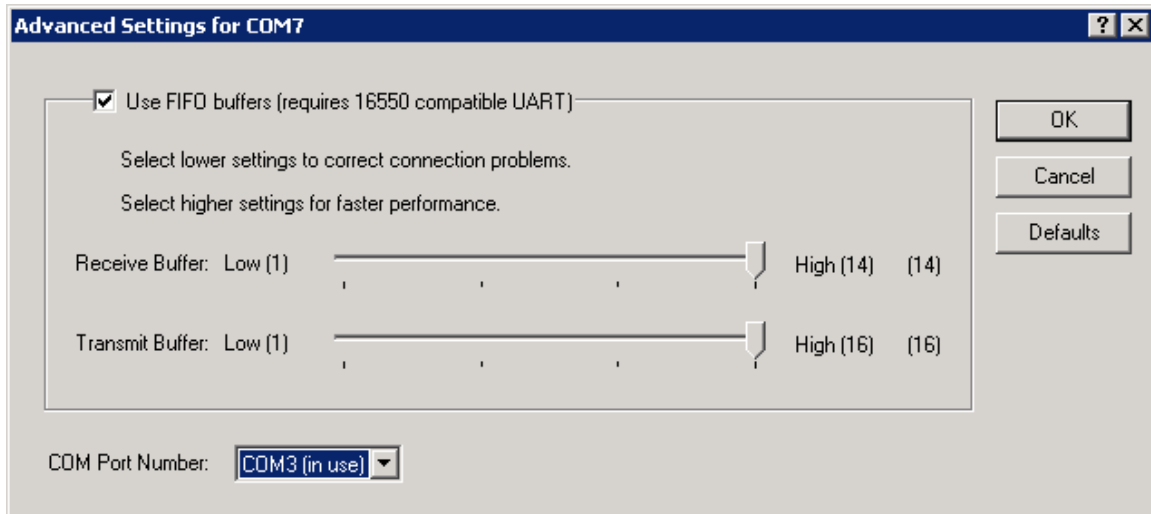 Advanced Settings for COM7
Use FIFO buffers (requires 16550 compatible UART)
OK
Select lower settings to correct connection problems.
Cancel
Select higher settings for faster performance.
Defaults
Receive Buffer: Low (1) High (14) (14)
Transmit Buffer: Low (1) High (16) (16)
COM Port Number: COM3 (in use)